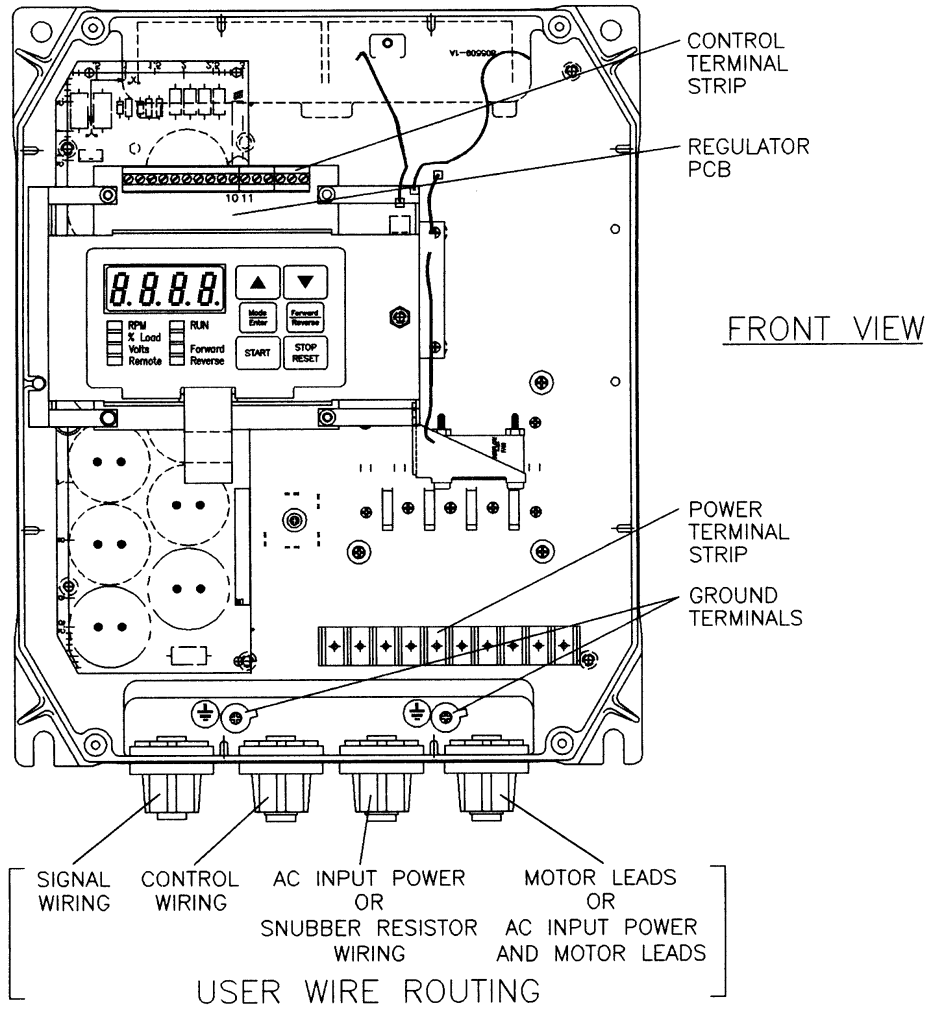 CONTROL
TERMINAL
STRIP
805509-1A
REGULATOR
PCB
10 11
8.8.8.8.
RPM
% Load
Volts
Remote
RUN
Forward
Reverse
Mode
Enter
Forward
Reverse
START
STOP
RESET
FRONT VIEW
POWER
TERMINAL
STRIP
GROUND
TERMINALS
SIGNAL
WIRING
CONTROL
WIRING
AC INPUT POWER
OR
SNUBBER RESISTOR
WIRING
MOTOR LEADS
OR
AC INPUT POWER
AND MOTOR LEADS
USER WIRE ROUTING